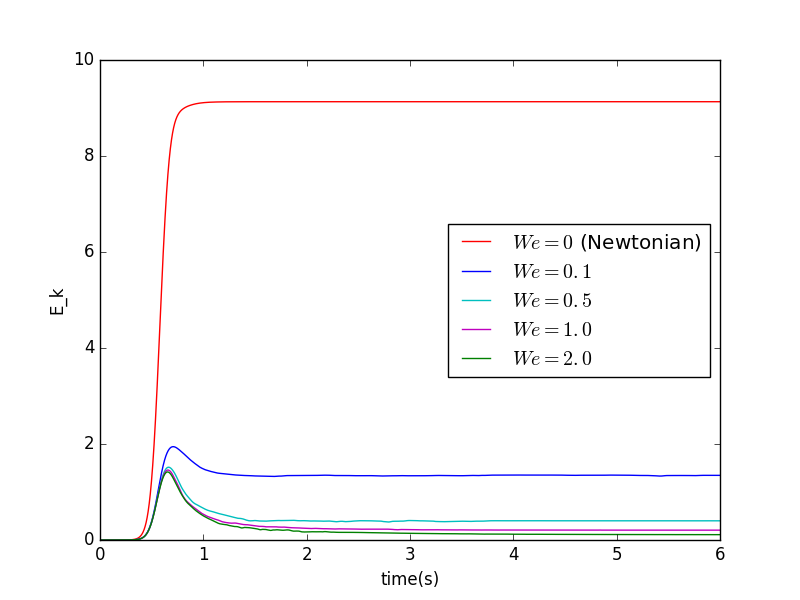 10
8
6
4
2
0
E_k
We = 0 (Newtonian)
We = 0.1
We = 0.5
We = 1.0
We = 2.0
0 1 2 3 4 5 6
time(s)